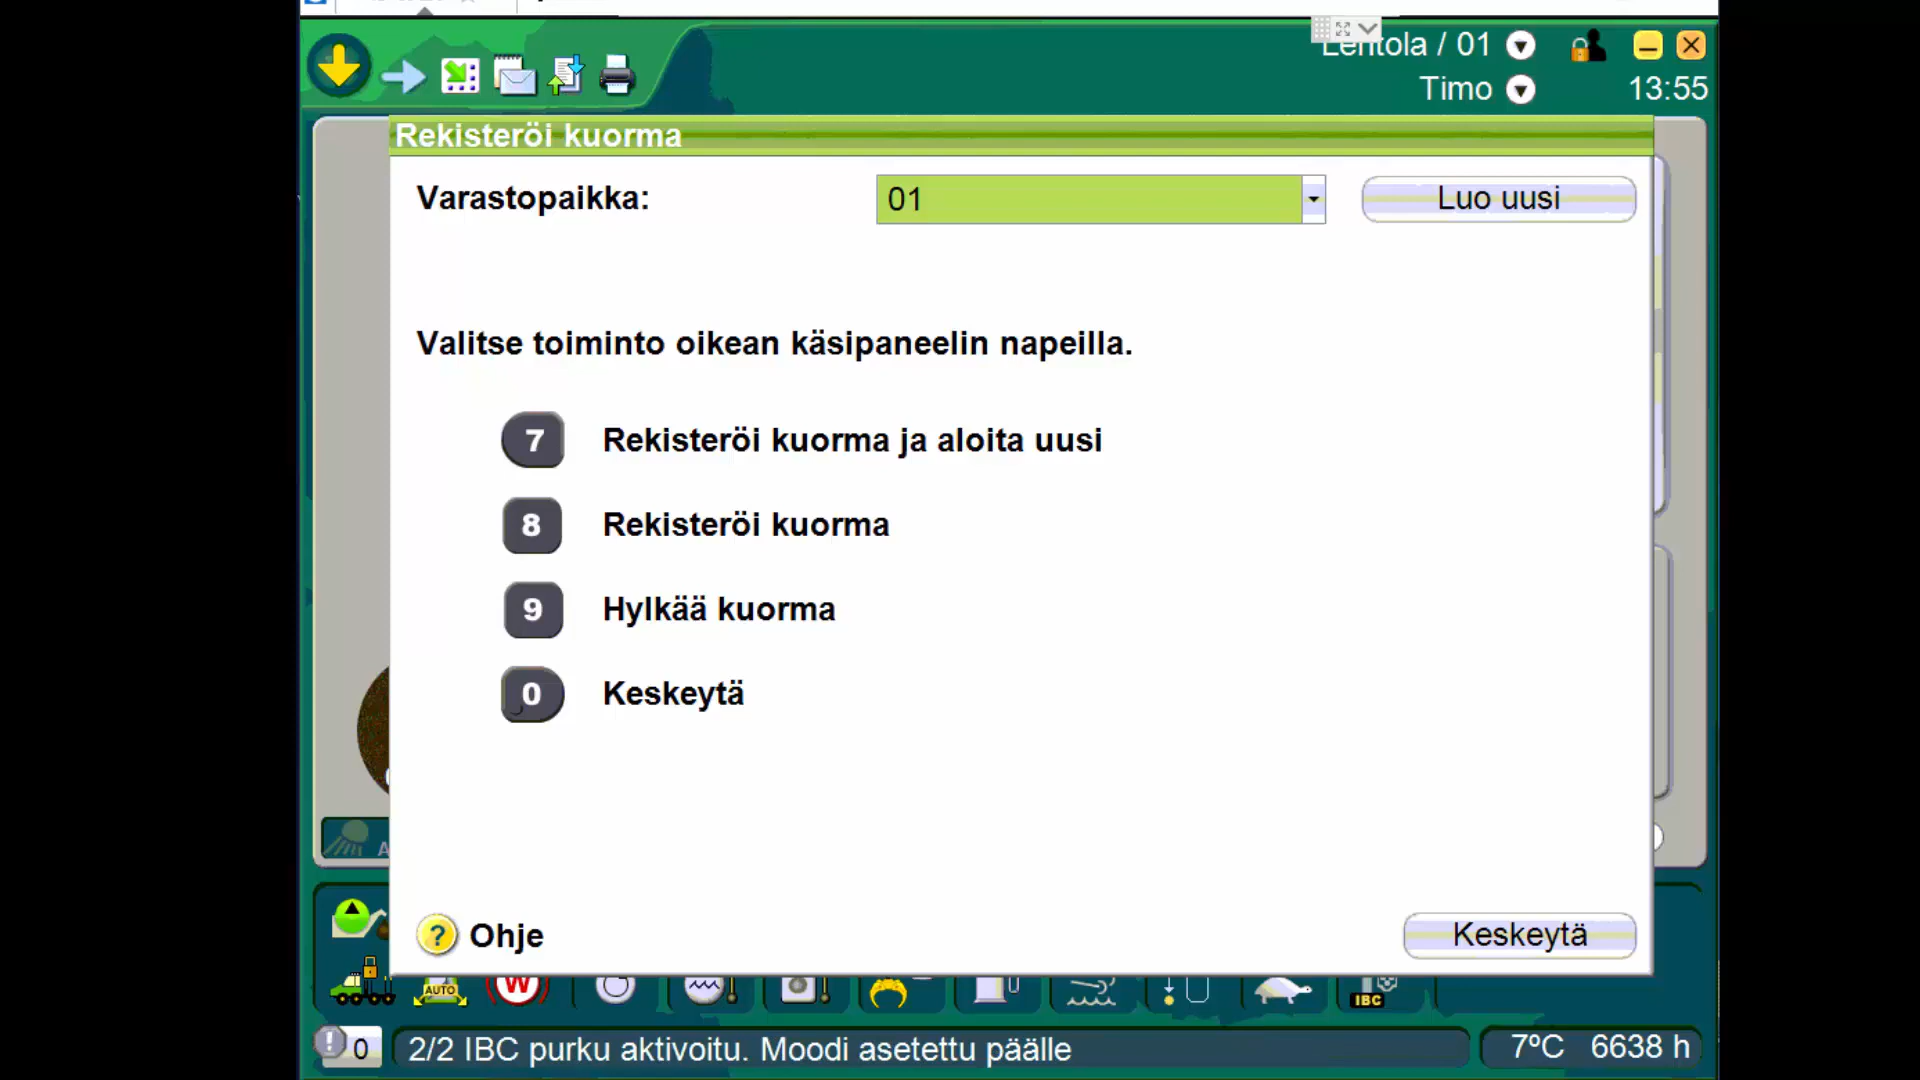 Lehtola / 01
Timo
13:55
Rekisteröi kuorma
Varastopaikka:
01
Luo uusi
Valitse toiminto oikean käsipaneelin napeilla.
7 Rekisteröi kuorma ja aloita uusi
8 Rekisteröi kuorma
9 Hylkää kuorma
0 Keskeytä
? Ohje
Keskeytä
AUTO
W
IBC
0
2/2 IBC purku aktivoitu. Moodi asetettu päälle
7ºC 6638 h